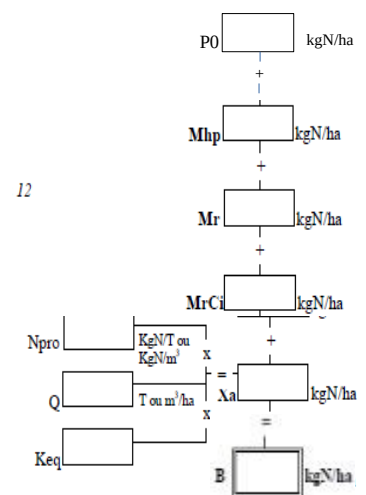 P0 kgN/ha
+
Mhp kgN/ha
+
12
Mr kgN/ha
+
MrCi kgN/ha
Npro KgN/T ou
KgN/m³
x
+
= Xa kgN/ha
Q T ou m³/ha
x
=
Keq
B kgN/ha